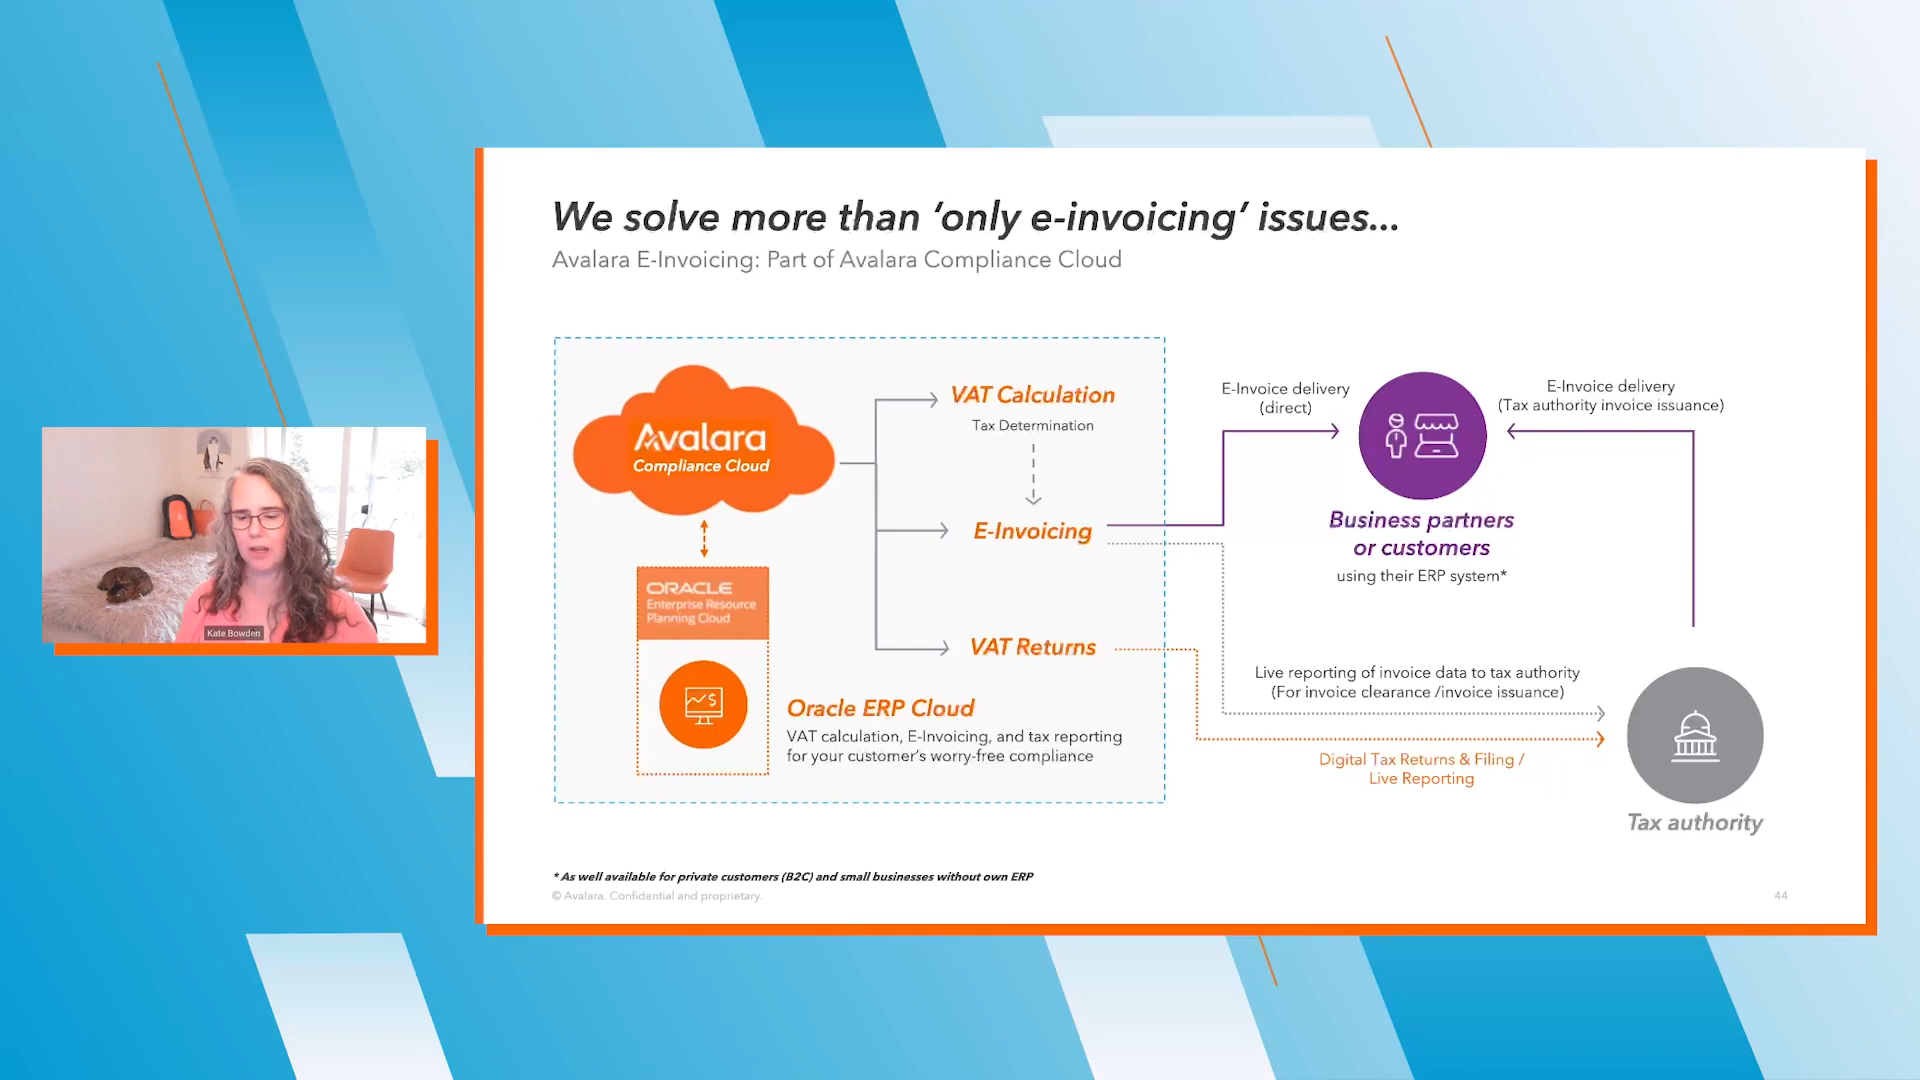 We solve more than ‘only e-invoicing’ issues...
Avalara E-Invoicing: Part of Avalara Compliance Cloud
Avalara
Compliance Cloud
VAT Calculation
Tax Determination
E-Invoicing
VAT Returns
ORACLE
Enterprise Resource
Planning Cloud
Oracle ERP Cloud
VAT calculation, E-Invoicing, and tax reporting
for your customer’s worry-free compliance
E-Invoice delivery
(direct)
E-Invoice delivery
(Tax authority invoice issuance)
Business partners
or customers
using their ERP system*
Live reporting of invoice data to tax authority
(For invoice clearance /invoice issuance)
Digital Tax Returns & Filing /
Live Reporting
Tax authority
* As well available for private customers (B2C) and small businesses without own ERP
© Avalara. Confidential and proprietary.
44
Kate Bowden